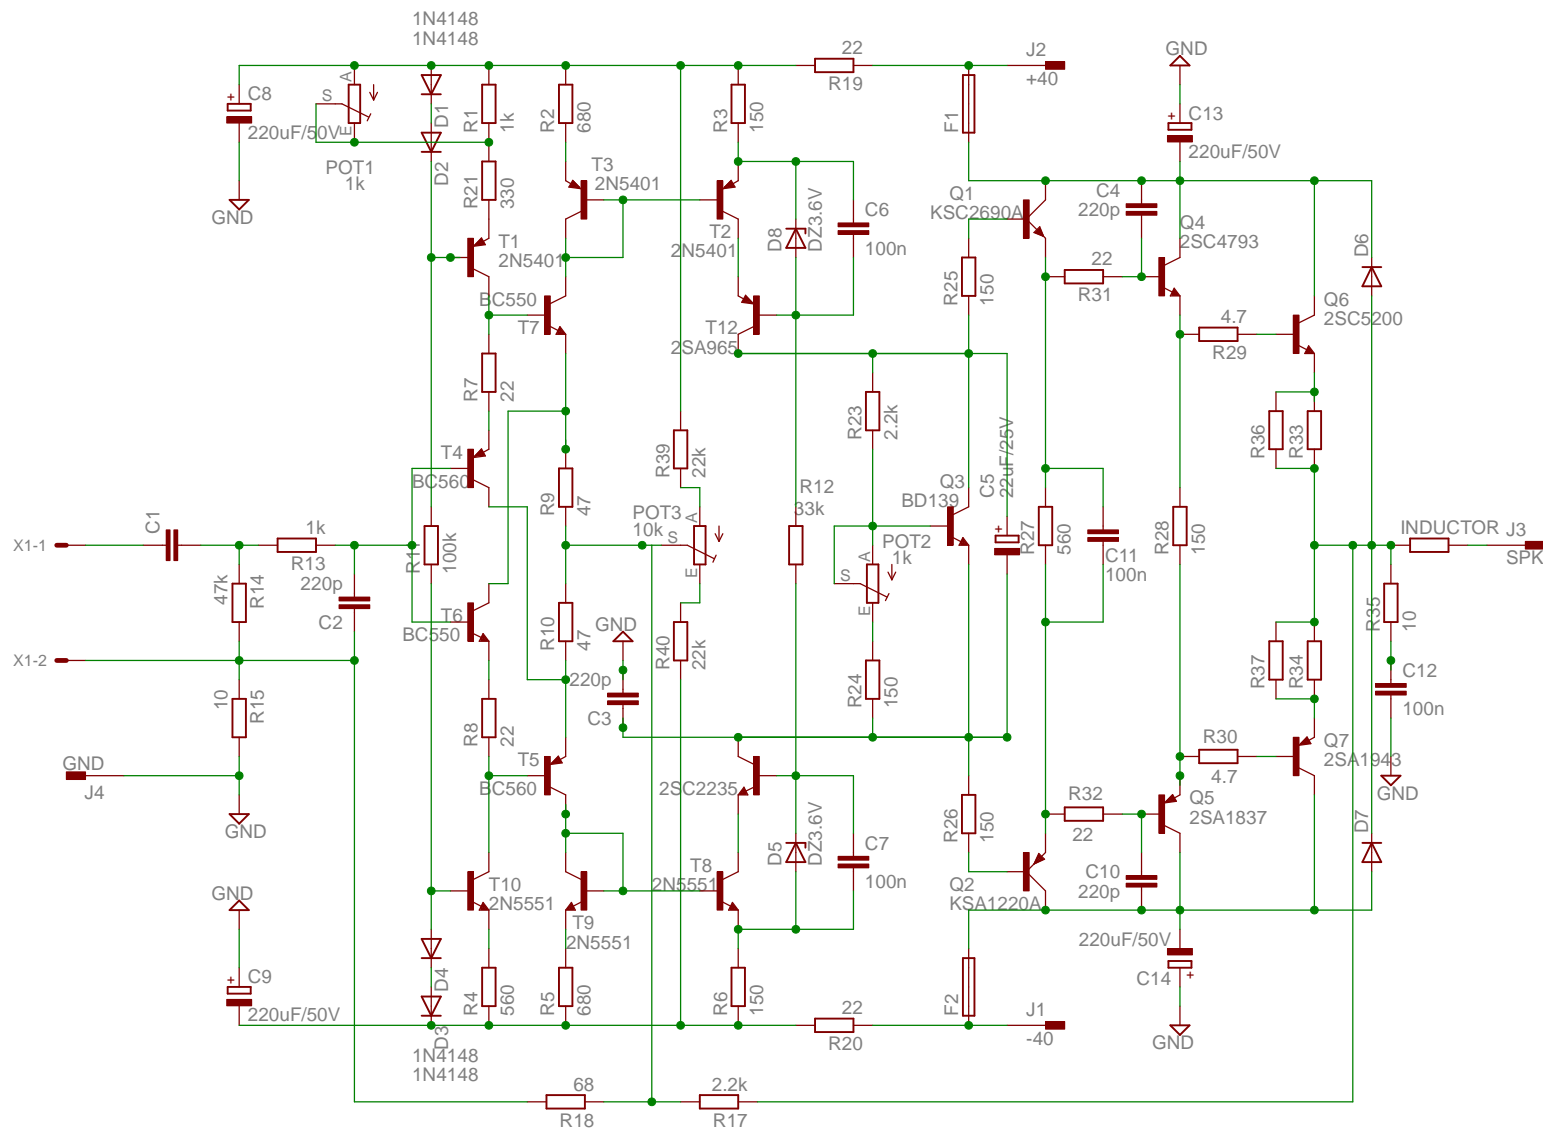 1N4148
1N4148
C8
220uF/50V
GND
A
S
E
POT1
1k
D1
D2
R1
1k
R21
330
R2
680
R3
150
22
R19
J2
+40
F1
GND
C13
220uF/50V
T3
2N5401
T1
2N5401
T2
2N5401
D8
DZ3.6V
C6
100n
Q1
KSC2690A
C4
220p
Q4
2SC4793
22
R31
D6
BC550
T7
T12
2SA965
R25
150
4.7
R29
Q6
2SC5200
R7
22
R23
2.2k
R36
R33
T4
BC560
R39
22k
R9
47
R12
33k
Q3
BD139
C5
22uF/25V
C1
1k
R13
R1
100k
POT3
10k
A
S
E
POT2
1k
A
S
E
R27
560
C11
100n
R28
150
INDUCTOR
J3
SPK
X1-1
47k
R14
220p
C2
T6
BC550
R10
47
GND
R40
22k
R35
10
X1-2
10
R15
220p
C3
R24
150
R37
R34
C12
100n
R8
22
GND
J4
GND
T5
BC560
2SC2235
R26
150
R30
4.7
Q7
2SA1943
GND
R32
22
Q5
2SA1837
D5
DZ3.6V
C7
100n
D7
T10
2N5551
T9
2N5551
T8
2N5551
Q2
KSA1220A
C10
220p
GND
C9
220uF/50V
D4
D3
R4
560
R5
680
R6
150
22
R20
F2
J1
-40
220uF/50V
C14
GND
1N4148
1N4148
68
R18
2.2k
R17